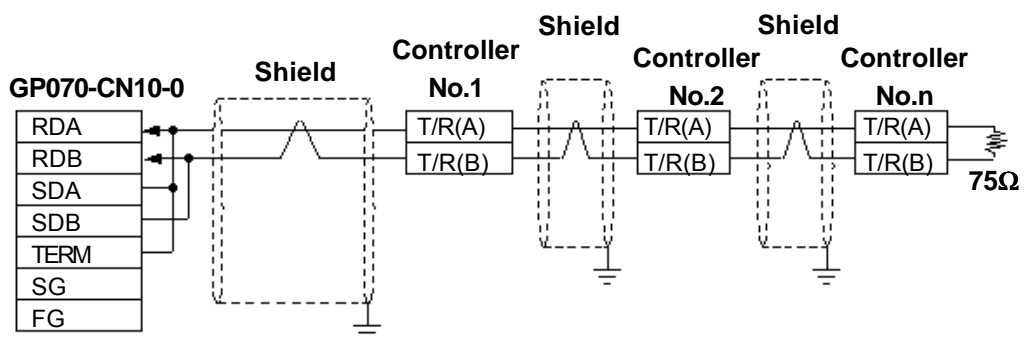 GP070-CN10-0
RDA
RDB
SDA
SDB
TERM
SG
FG
Shield
Controller
No.1
T/R(A)
T/R(B)
Shield
Controller
No.2
T/R(A)
T/R(B)
Shield
Controller
No.n
T/R(A)
T/R(B)
75Ω